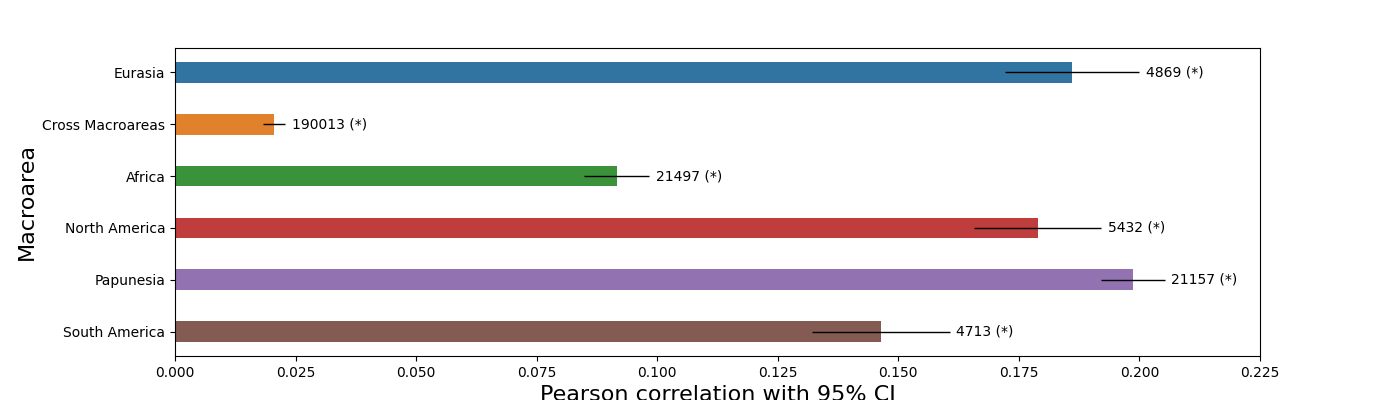 Macroarea
Eurasia
4869 (*)
Cross Macroareas
190013 (*)
Africa
21497 (*)
North America
5432 (*)
Papunesia
21157 (*)
South America
4713 (*)
0.000 0.025 0.050 0.075 0.100 0.125 0.150 0.175 0.200 0.225
Pearson correlation with 95% CI